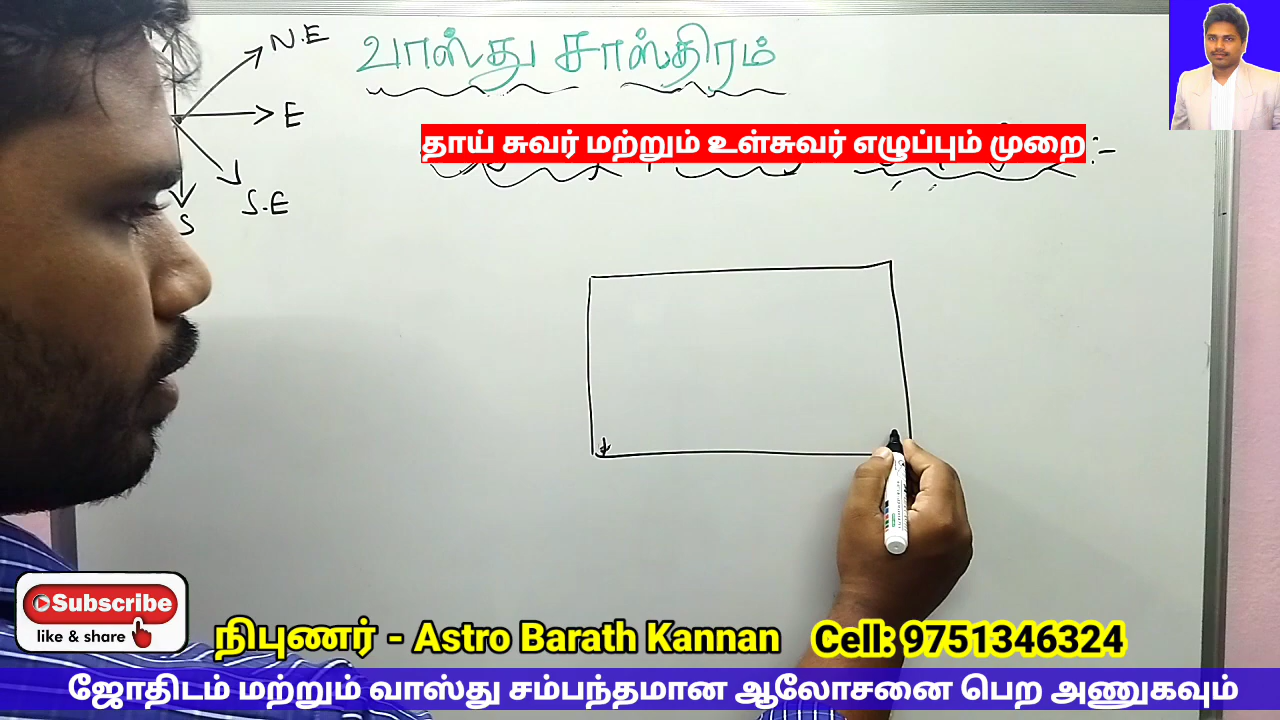 N.E
வாஸ்து சாஸ்திரம்
E
தாய் சுவர் மற்றும் உள்சுவர் எழுப்பும் முறை :-
S.E
S
Subscribe
like & share
நிபுணர் - Astro Barath Kannan Cell: 9751346324
ஜோதிடம் மற்றும் வாஸ்து சம்பந்தமான ஆலோசனை பெற அணுகவும்